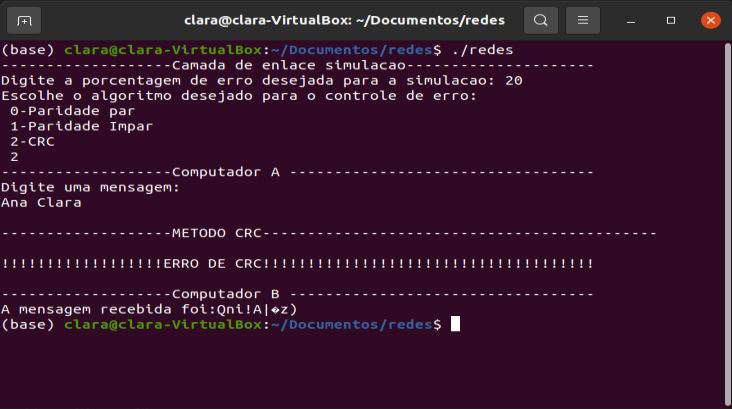 clara@clara-VirtualBox: ~/Documentos/redes
(base) clara@clara-VirtualBox:~/Documentos/redes$ ./redes
-------------------Camada de enlace simulacao---------------------
Digite a porcentagem de erro desejada para a simulacao: 20
Escolhe o algoritmo desejado para o controle de erro:
 0-Paridade par
 1-Paridade Impar
 2-CRC
 2
-------------------Computador A ----------------------------------
Digite uma mensagem:
Ana Clara
-------------------METODO CRC--------------------------------------------
!!!!!!!!!!!!!!!!!!ERRO DE CRC!!!!!!!!!!!!!!!!!!!!!!!!!!!!!!!!!!!!!
-------------------Computador B ----------------------------------
A mensagem recebida foi:Qni!A|�z)
(base) clara@clara-VirtualBox:~/Documentos/redes$